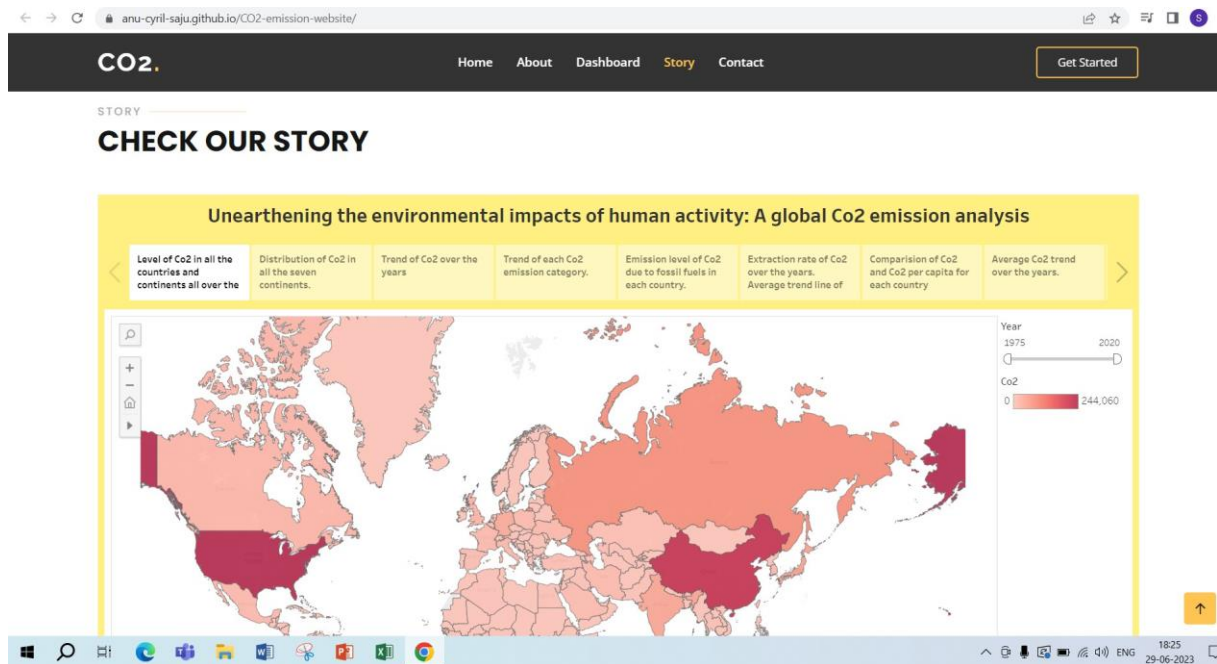 anu-cyril-saju.github.io/CO2-emission-website/
S
CO2.
Home About Dashboard Story Contact
Get Started
STORY
CHECK OUR STORY
Unearthening the environmental impacts of human activity: A global Co2 emission analysis
Level of Co2 in all the
countries and
continents all over the
Distribution of Co2 in
all the seven
continents.
Trend of Co2 over the
years
Trend of each Co2
emission category.
Emission level of Co2
due to fossil fuels in
each country.
Extraction rate of Co2
over the years.
Average trend line of
Comparision of Co2
and Co2 per capita for
each country
Average Co2 trend
over the years.
Year
1975 2020
Co2
0 244,060
ENG
18:25
29-06-2023